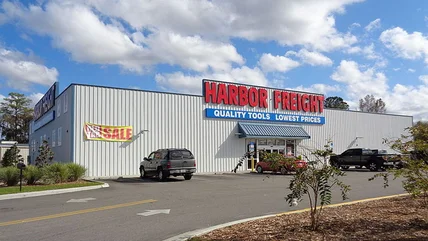 HARBOR FREIGHT
QUALITY TOOLS LOWEST PRICES
SALE